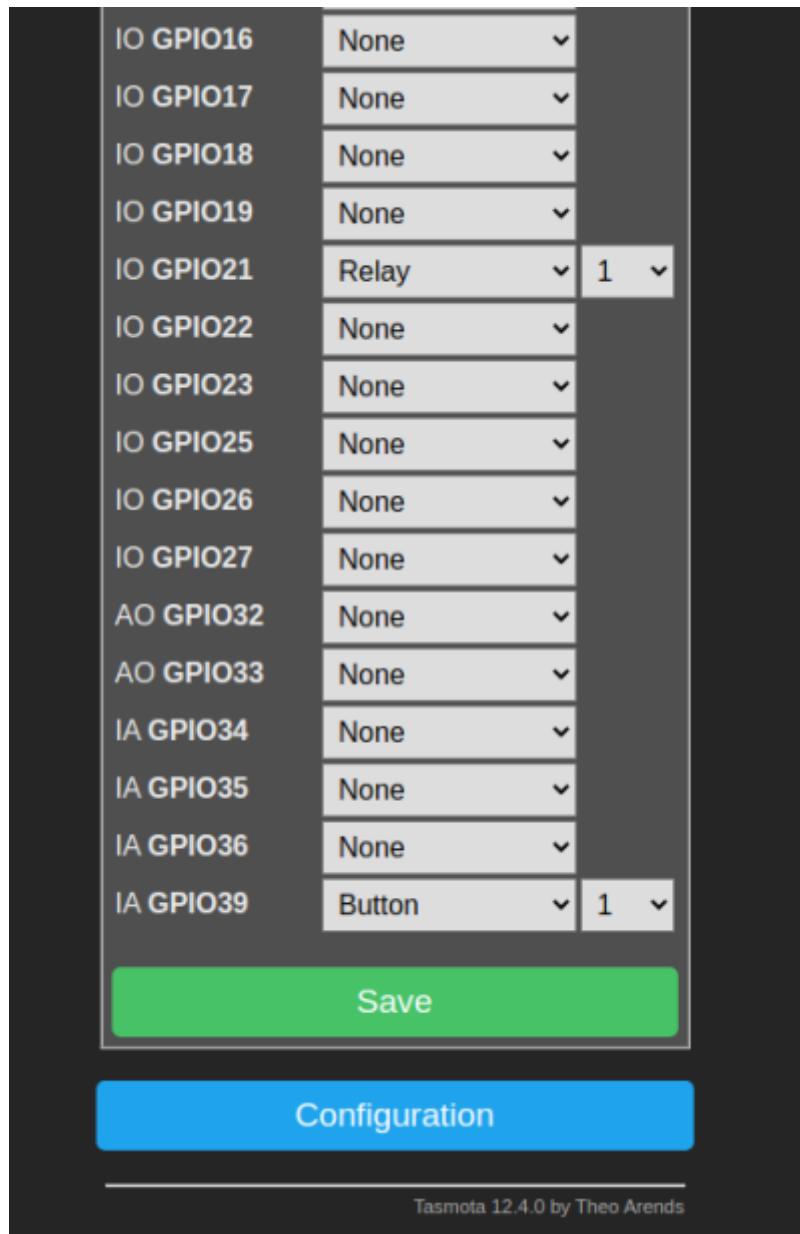 IO GPIO16 None
IO GPIO17 None
IO GPIO18 None
IO GPIO19 None
IO GPIO21 Relay 1
IO GPIO22 None
IO GPIO23 None
IO GPIO25 None
IO GPIO26 None
IO GPIO27 None
AO GPIO32 None
AO GPIO33 None
IA GPIO34 None
IA GPIO35 None
IA GPIO36 None
IA GPIO39 Button 1
Save
Configuration
Tasmota 12.4.0 by Theo Arends